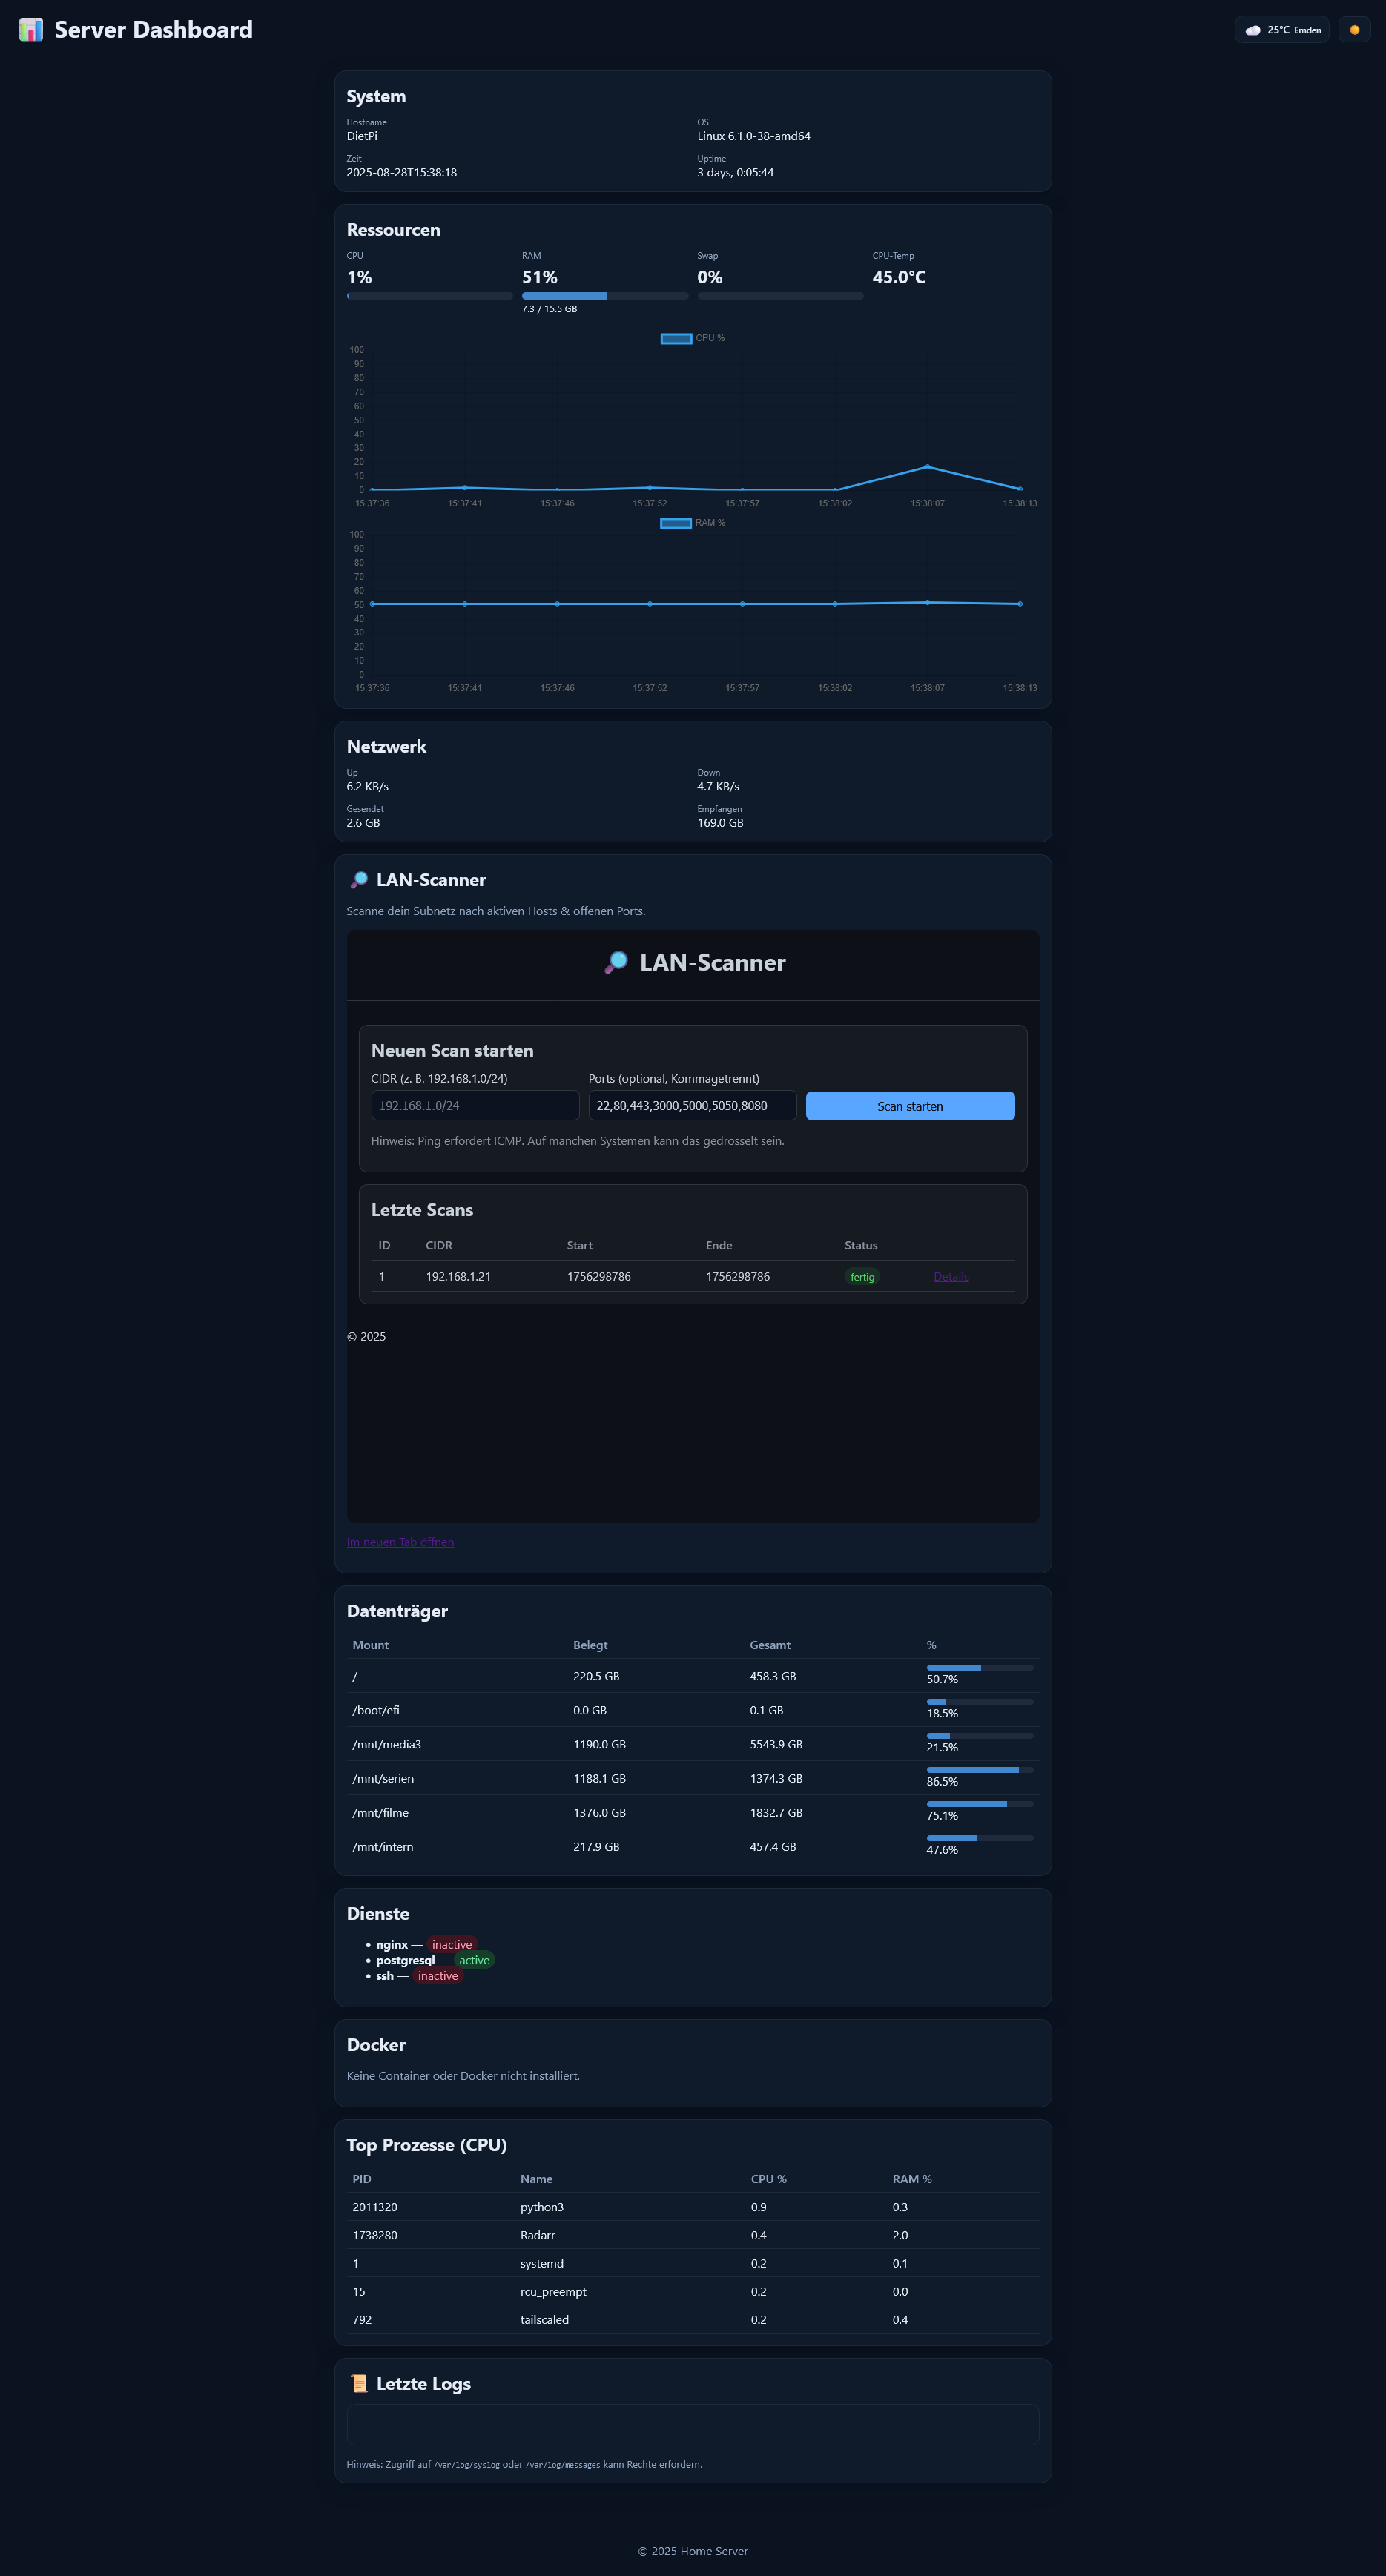 Server Dashboard
25°C Emden
System
Hostname OS
DietPi Linux 6.1.0-38-amd64
Zeit Uptime
2025-08-28T15:38:18 3 days, 0:05:44
Ressourcen
CPU RAM Swap CPU-Temp
1% 51% 0% 45.0°C
7.3 / 15.5 GB
CPU %
100
90
80
70
60
50
40
30
20
10
0
15:37:36 15:37:41 15:37:46 15:37:52 15:37:57 15:38:02 15:38:07 15:38:13
RAM %
100
90
80
70
60
50
40
30
20
10
0
15:37:36 15:37:41 15:37:46 15:37:52 15:37:57 15:38:02 15:38:07 15:38:13
Netzwerk
Up Down
6.2 KB/s 4.7 KB/s
Gesendet Empfangen
2.6 GB 169.0 GB
LAN-Scanner
Scanne dein Subnetz nach aktiven Hosts & offenen Ports.
LAN-Scanner
Neuen Scan starten
CIDR (z. B. 192.168.1.0/24) Ports (optional, Kommagetrennt)
192.168.1.0/24 22,80,443,3000,5000,5050,8080 Scan starten
Hinweis: Ping erfordert ICMP. Auf manchen Systemen kann das gedrosselt sein.
Letzte Scans
ID CIDR Start Ende Status
1 192.168.1.21 1756298786 1756298786 fertig Details
© 2025
Im neuen Tab öffnen
Datenträger
Mount Belegt Gesamt %
/ 220.5 GB 458.3 GB 50.7%
/boot/efi 0.0 GB 0.1 GB 18.5%
/mnt/media3 1190.0 GB 5543.9 GB 21.5%
/mnt/serien 1188.1 GB 1374.3 GB 86.5%
/mnt/filme 1376.0 GB 1832.7 GB 75.1%
/mnt/intern 217.9 GB 457.4 GB 47.6%
Dienste
• nginx — inactive
• postgresql — active
• ssh — inactive
Docker
Keine Container oder Docker nicht installiert.
Top Prozesse (CPU)
PID Name CPU % RAM %
2011320 python3 0.9 0.3
1738280 Radarr 0.4 2.0
1 systemd 0.2 0.1
15 rcu_preempt 0.2 0.0
792 tailscaled 0.2 0.4
Letzte Logs
Hinweis: Zugriff auf /var/log/syslog oder /var/log/messages kann Rechte erfordern.
© 2025 Home Server